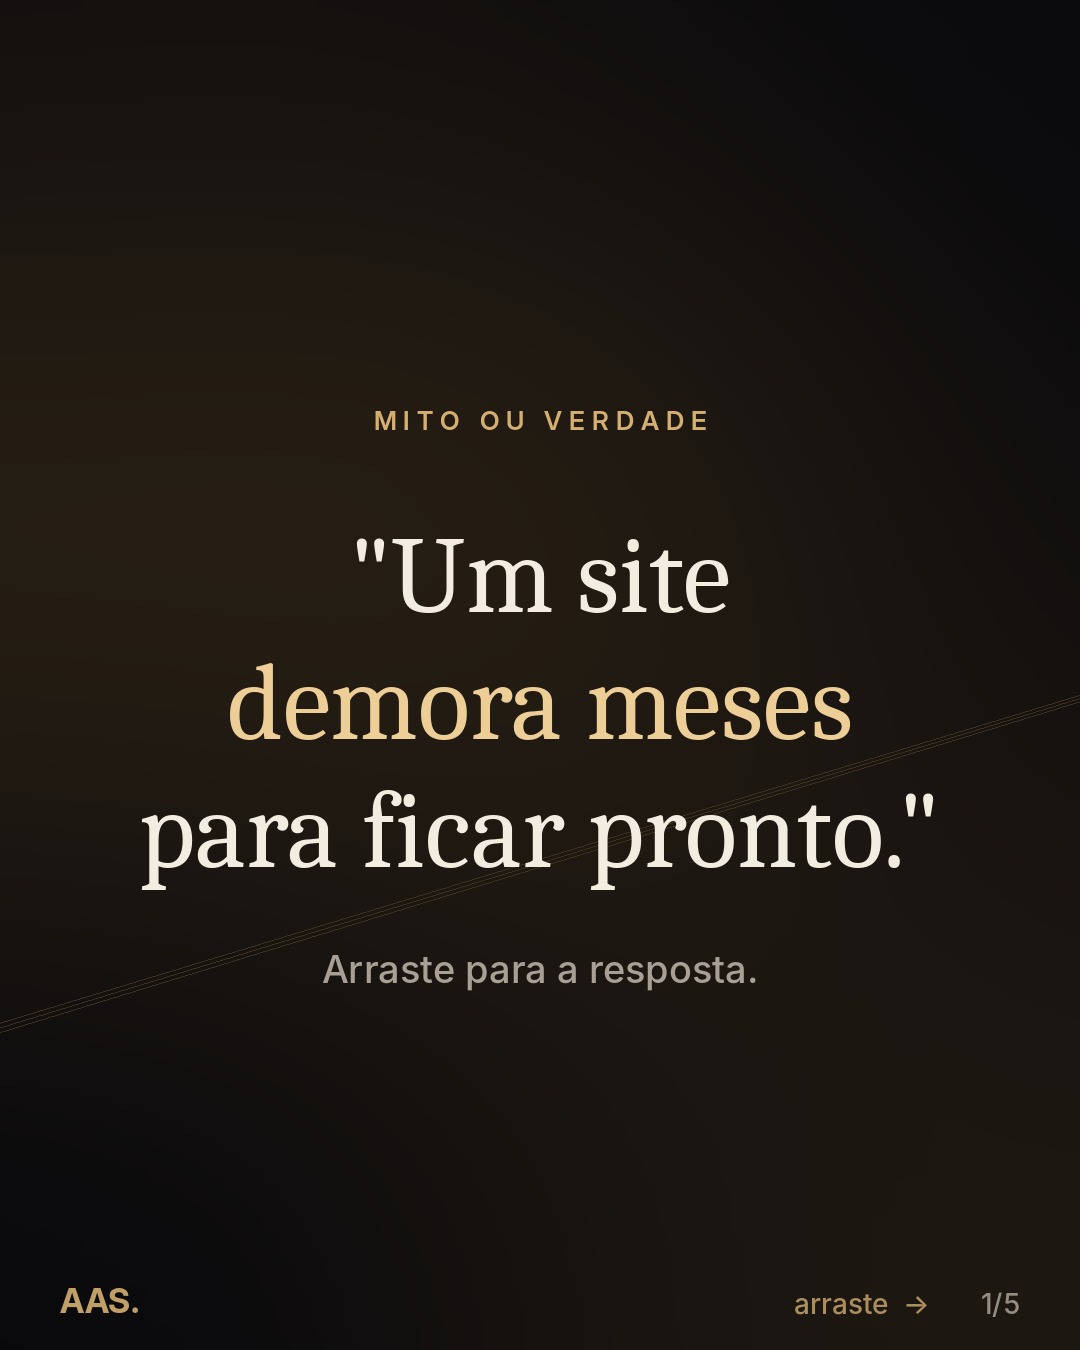 MITO OU VERDADE
"Um site
demora meses
para ficar pronto."
Arraste para a resposta.
AAS.
arraste → 1/5